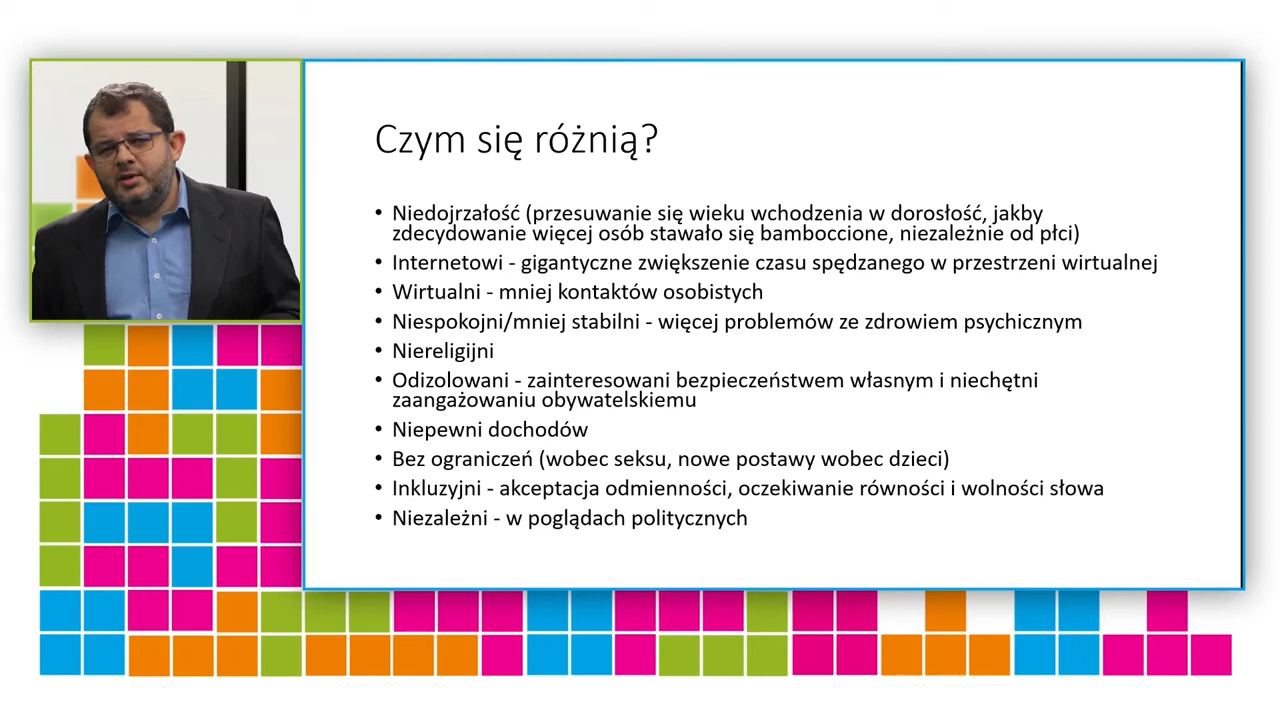 Czym się różnią?
• Niedojrzałość (przesuwanie się wieku wchodzenia w dorosłość, jakby
zdecydowanie więcej osób stawało się bamboccione, niezależnie od płci)
• Internetowi - gigantyczne zwiększenie czasu spędzanego w przestrzeni wirtualnej
• Wirtualni - mniej kontaktów osobistych
• Niespokojni/mniej stabilni - więcej problemów ze zdrowiem psychicznym
• Niereligijni
• Odizolowani - zainteresowani bezpieczeństwem własnym i niechętni
zaangażowaniu obywatelskiemu
• Niepewni dochodów
• Bez ograniczeń (wobec seksu, nowe postawy wobec dzieci)
• Inkluzyjni - akceptacja odmienności, oczekiwanie równości i wolności słowa
• Niezależni - w poglądach politycznych